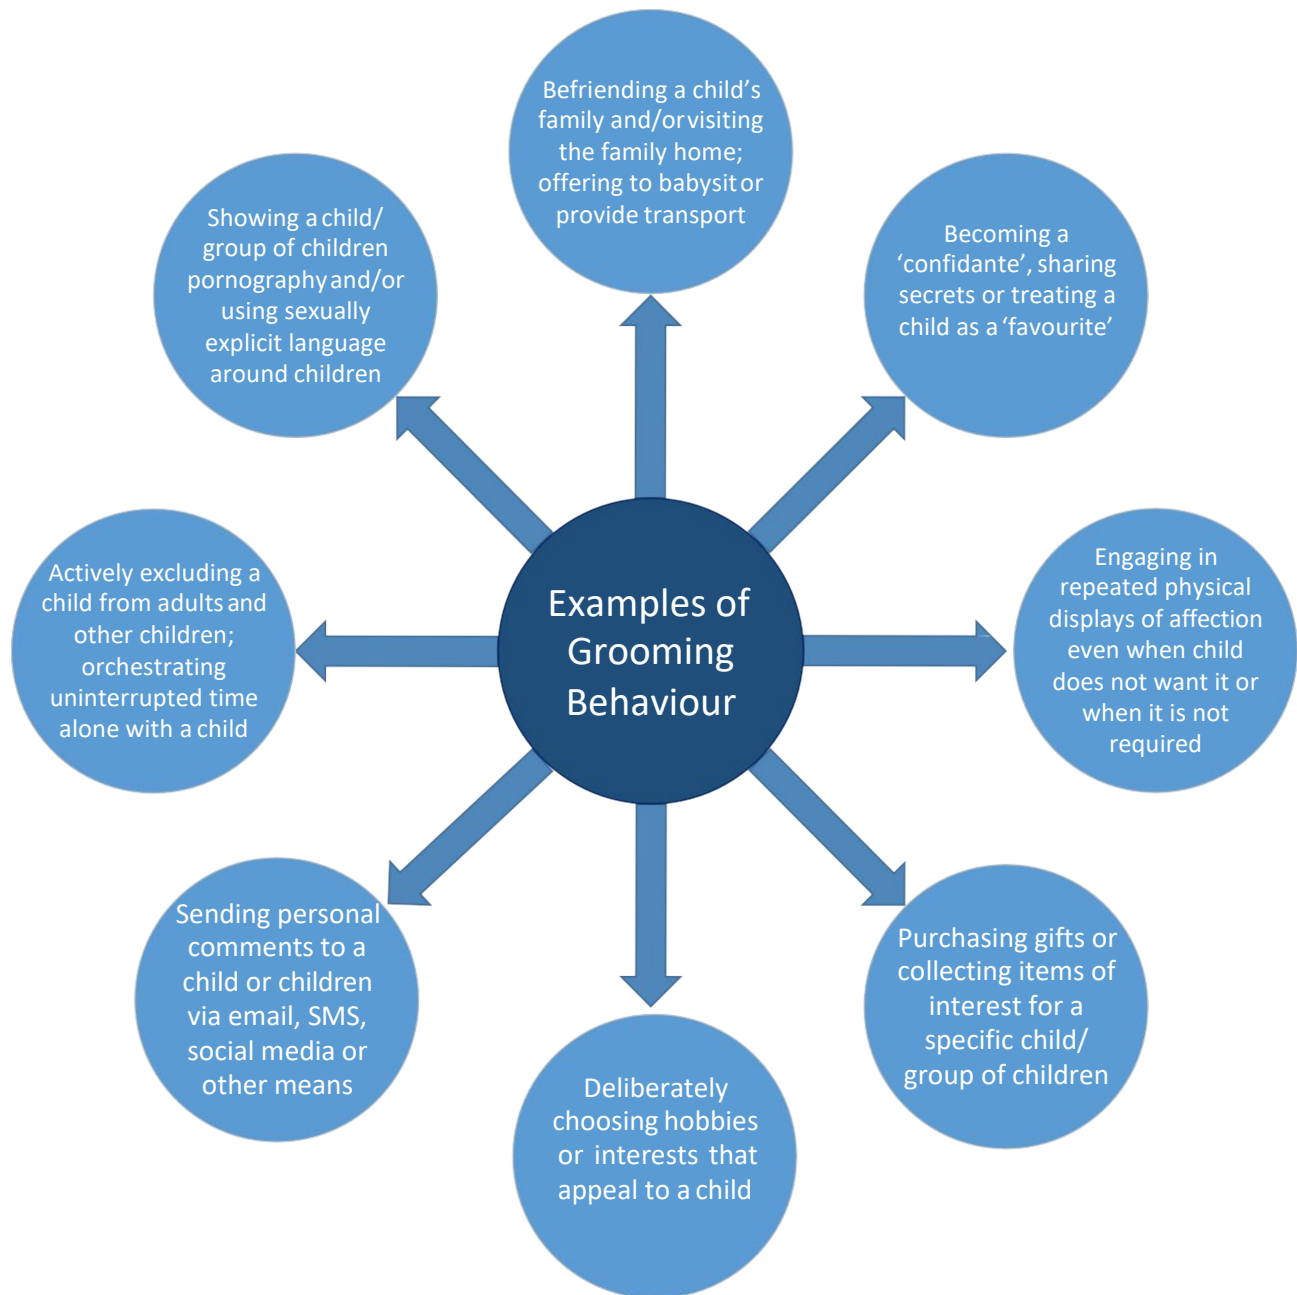 Examples of
Grooming
Behaviour
Befriending a child’s
family and/or visiting
the family home;
offering to babysit or
provide transport
Becoming a
‘confidante’, sharing
secrets or treating a
child as a ‘favourite’
Engaging in
repeated physical
displays of affection
even when child
does not want it or
when it is not
required
Purchasing gifts or
collecting items of
interest for a
specific child/
group of children
Deliberately
choosing hobbies
or interests that
appeal to a child
Sending personal
comments to a
child or children
via email, SMS,
social media or
other means
Actively excluding a
child from adults and
other children;
orchestrating
uninterrupted time
alone with a child
Showing a child/
group of children
pornography and/or
using sexually
explicit language
around children